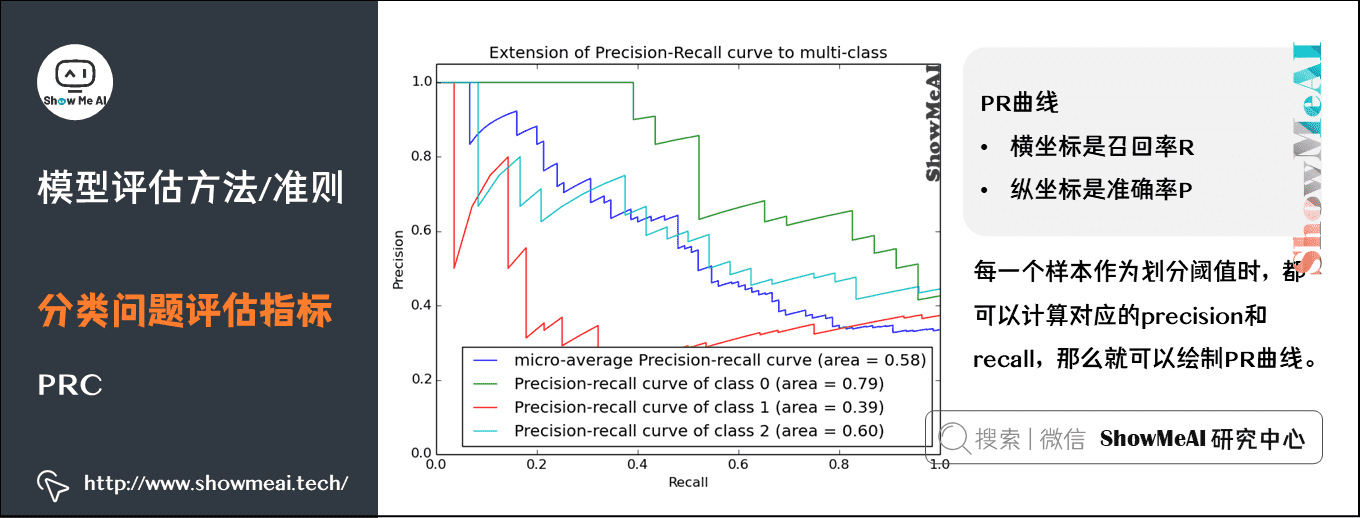 Show Me AI
模型评估方法/准则
分类问题评估指标
PRC
http://www.showmeai.tech/
Extension of Precision-Recall curve to multi-class
Precision
1.0
0.8
0.6
0.4
0.2
0.0
0.0 0.2 0.4 0.6 0.8 1.0
Recall
micro-average Precision-recall curve (area = 0.58)
Precision-recall curve of class 0 (area = 0.79)
Precision-recall curve of class 1 (area = 0.39)
Precision-recall curve of class 2 (area = 0.60)
ShowMeAI
PR曲线
• 横坐标是召回率R
• 纵坐标是准确率P
ShowMeAI
每一个样本作为划分阈值时，都
可以计算对应的precision和
recall，那么就可以绘制PR曲线。
搜索 | 微信 ShowMeAI 研究中心